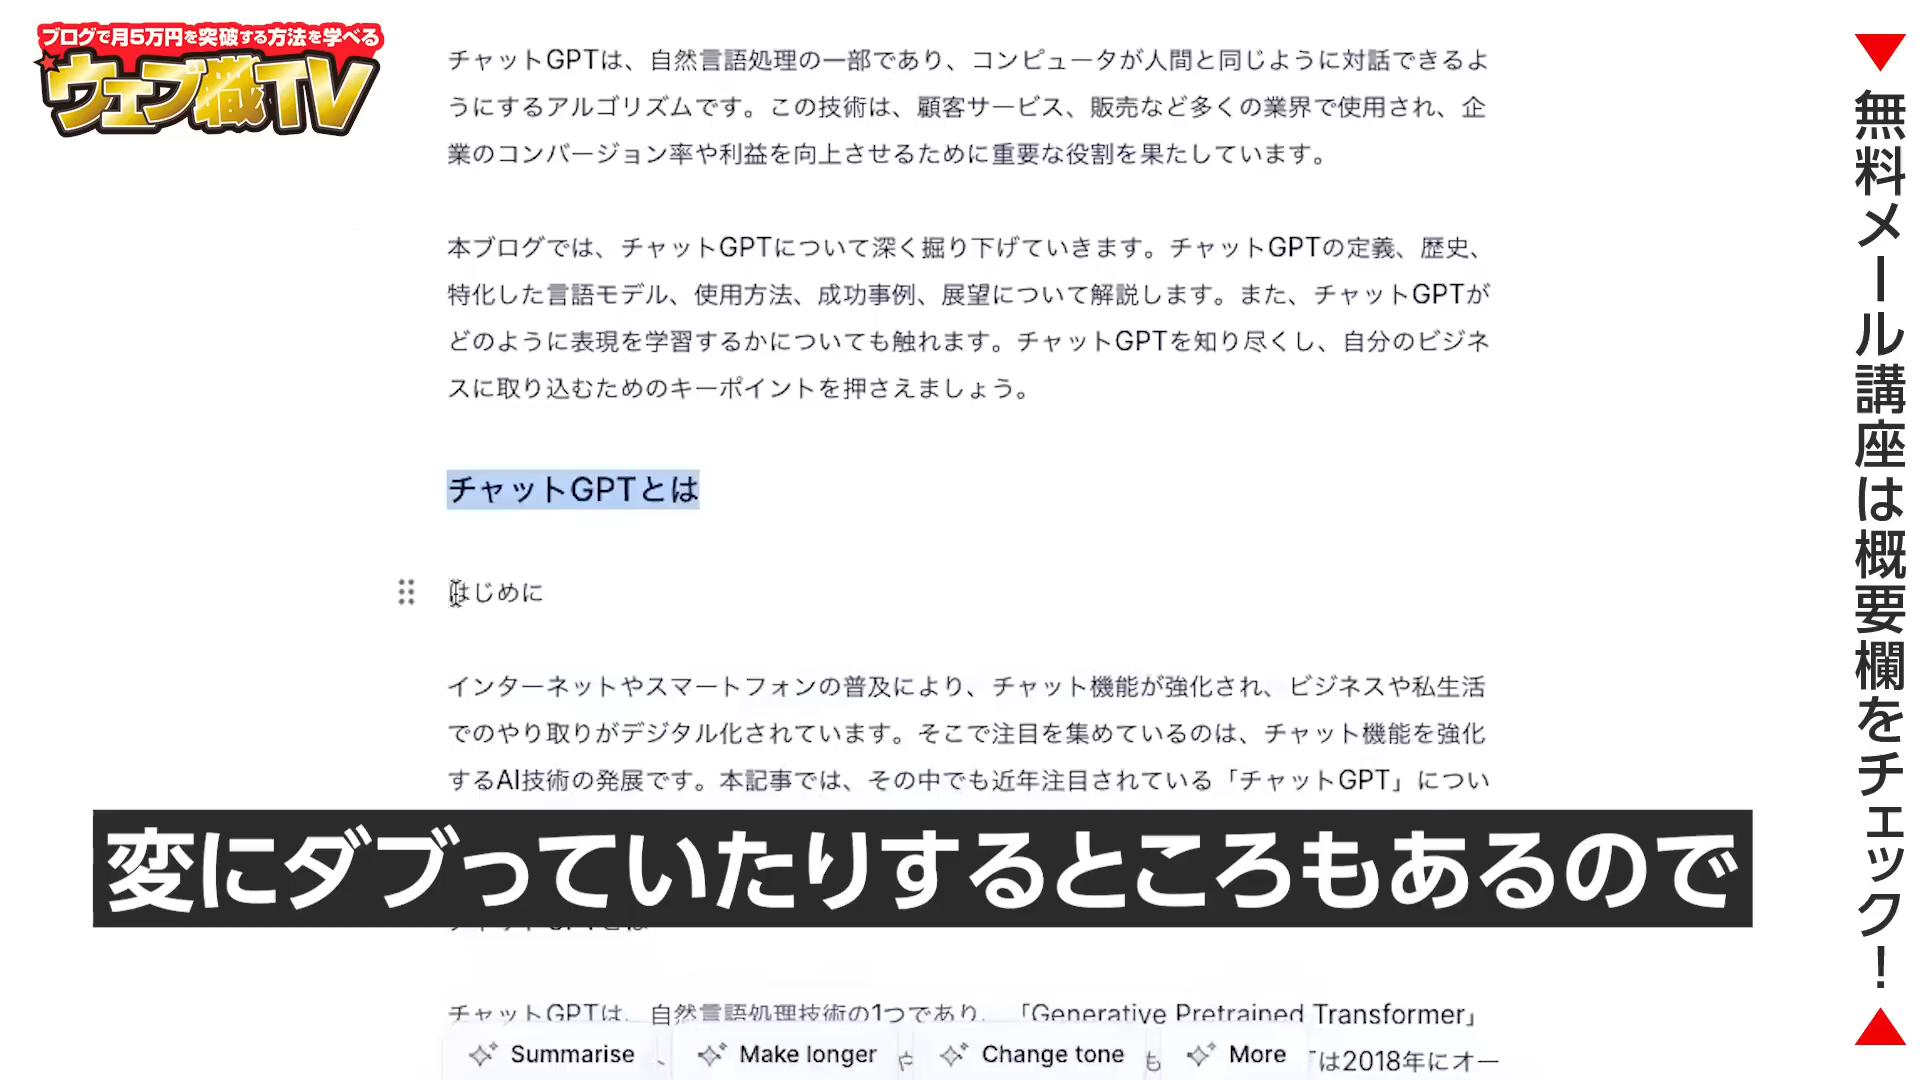 ブログで月5万円を突破する方法を学べる
ウェブ職TV
チャットGPTは、自然言語処理の一部であり、コンピュータが人間と同じように対話できるよ
うにするアルゴリズムです。この技術は、顧客サービス、販売など多くの業界で使用され、企
業のコンバージョン率や利益を向上させるために重要な役割を果たしています。
本ブログでは、チャットGPTについて深く掘り下げていきます。チャットGPTの定義、歴史、
特化した言語モデル、使用方法、成功事例、展望について解説します。また、チャットGPTが
どのように表現を学習するかについても触れます。チャットGPTを知り尽くし、自分のビジネ
スに取り込むためのキーポイントを押さえましょう。
チャットGPTとは
はじめに
インターネットやスマートフォンの普及により、チャット機能が強化され、ビジネスや私生活
でのやり取りがデジタル化されています。そこで注目を集めているのは、チャット機能を強化
するAI技術の発展です。本記事では、その中でも近年注目されている「チャットGPT」につい
変にダブっていたりするところもあるので
チャットGPTとは
チャットGPTは、自然言語処理技術の1つであり、「Generative Pretrained Transformer」
Summarise
Make longer
Change tone
More
は2018年にオー
無料メール講座は概要欄をチェック！